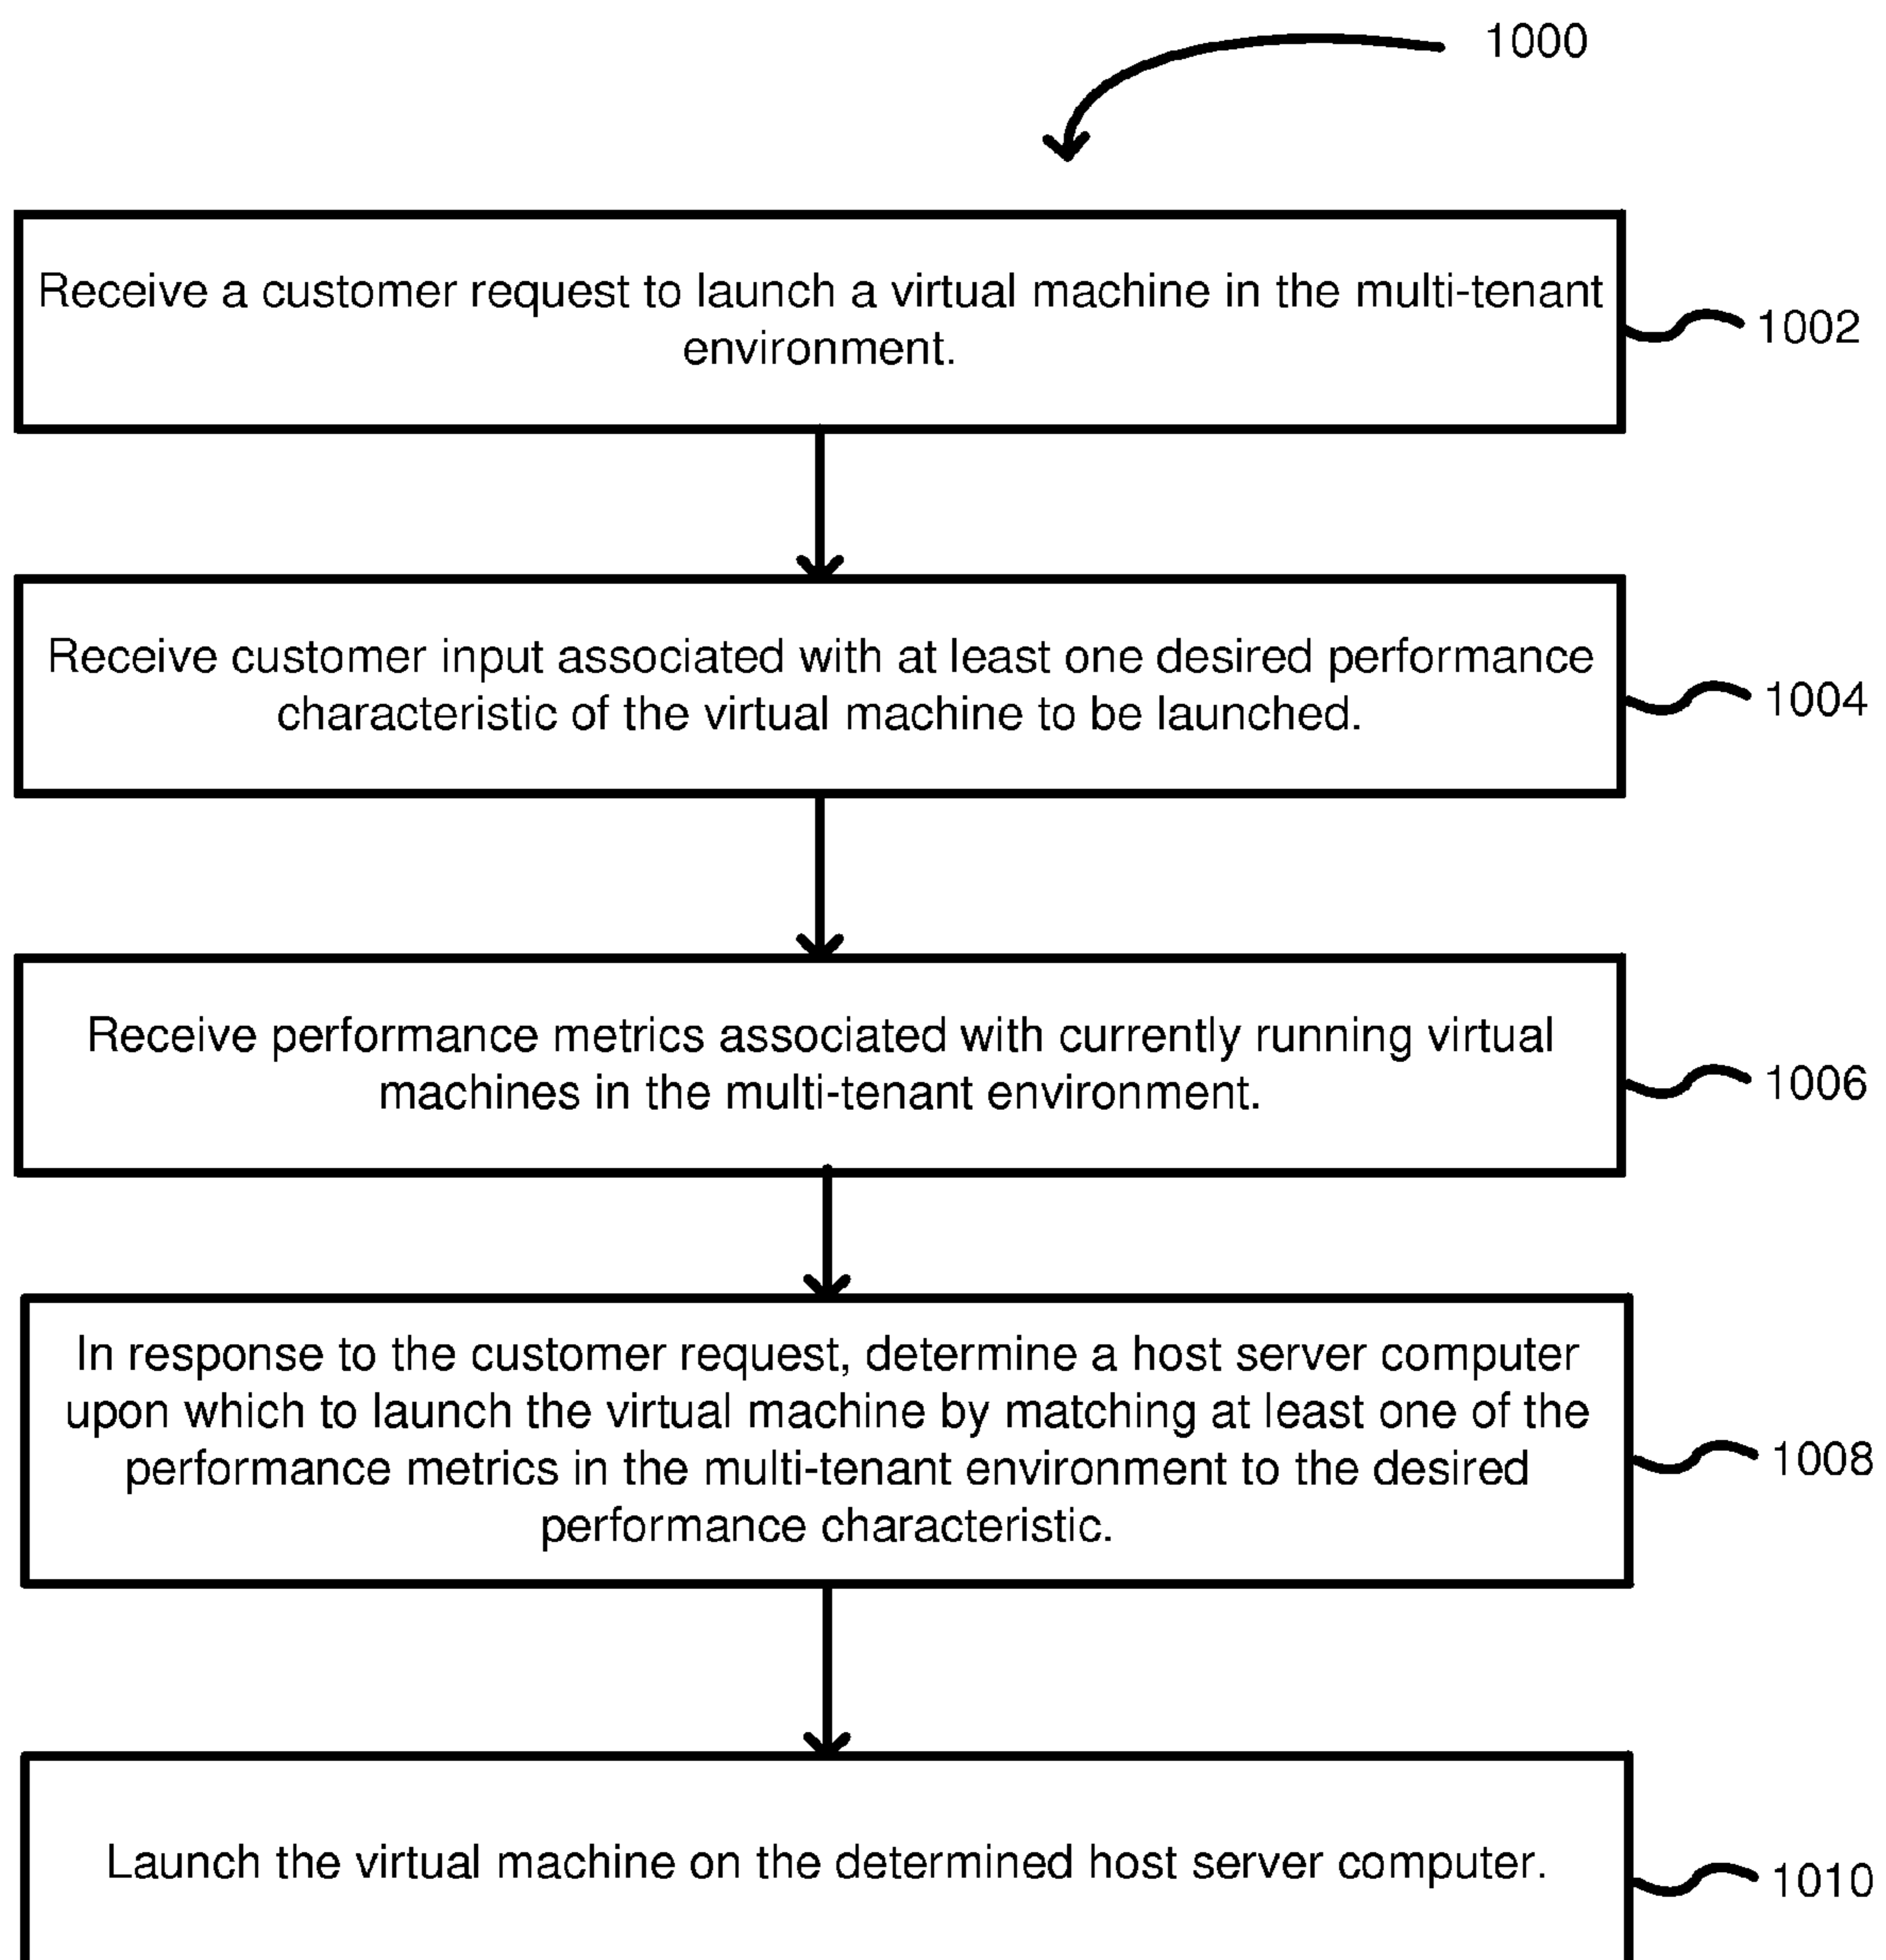 1000
Receive a customer request to launch a virtual machine in the multi-tenant
environment.
1002
Receive customer input associated with at least one desired performance
characteristic of the virtual machine to be launched.
1004
Receive performance metrics associated with currently running virtual
machines in the multi-tenant environment.
1006
In response to the customer request, determine a host server computer
upon which to launch the virtual machine by matching at least one of the
performance metrics in the multi-tenant environment to the desired
performance characteristic.
1008
Launch the virtual machine on the determined host server computer.
1010